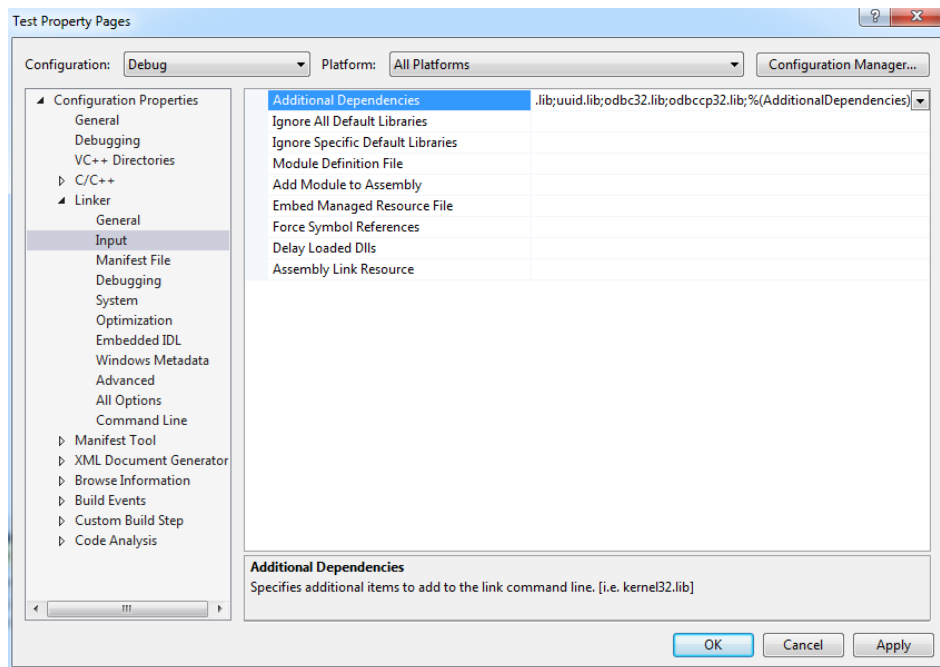 Test Property Pages
Configuration: Debug Platform: All Platforms Configuration Manager...
Configuration Properties
General
Debugging
VC++ Directories
C/C++
Linker
General
Input
Manifest File
Debugging
System
Optimization
Embedded IDL
Windows Metadata
Advanced
All Options
Command Line
Manifest Tool
XML Document Generator
Browse Information
Build Events
Custom Build Step
Code Analysis
Additional Dependencies .lib;uuid.lib;odbc32.lib;odbccp32.lib;%(AdditionalDependencies)
Ignore All Default Libraries
Ignore Specific Default Libraries
Module Definition File
Add Module to Assembly
Embed Managed Resource File
Force Symbol References
Delay Loaded Dlls
Assembly Link Resource
Additional Dependencies
Specifies additional items to add to the link command line. [i.e. kernel32.lib]
OK Cancel Apply